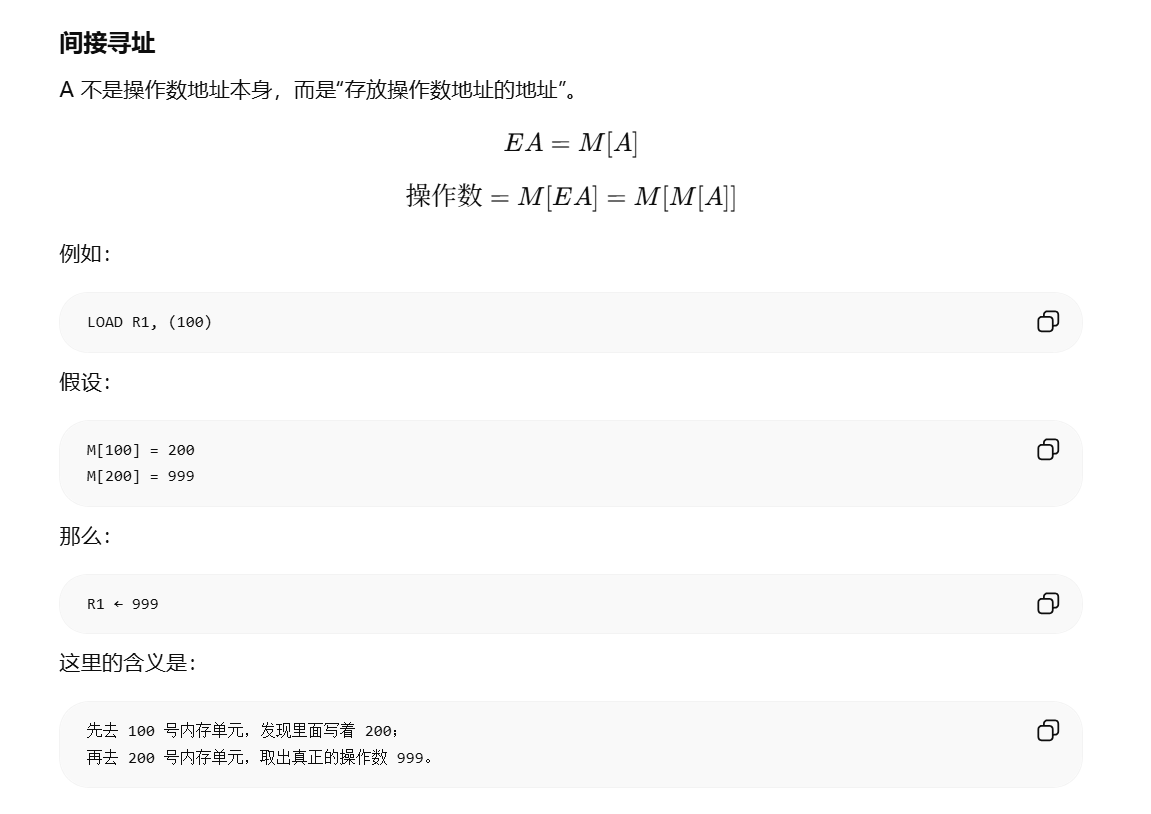 间接寻址
A 不是操作数地址本身，而是“存放操作数地址的地址”。
EA = M[A]
操作数 = M[EA] = M[M[A]]
例如：
LOAD R1, (100)
假设：
M[100] = 200
M[200] = 999
那么：
R1 ← 999
这里的含义是：
先去 100 号内存单元，发现里面写着 200；
再去 200 号内存单元，取出真正的操作数 999。